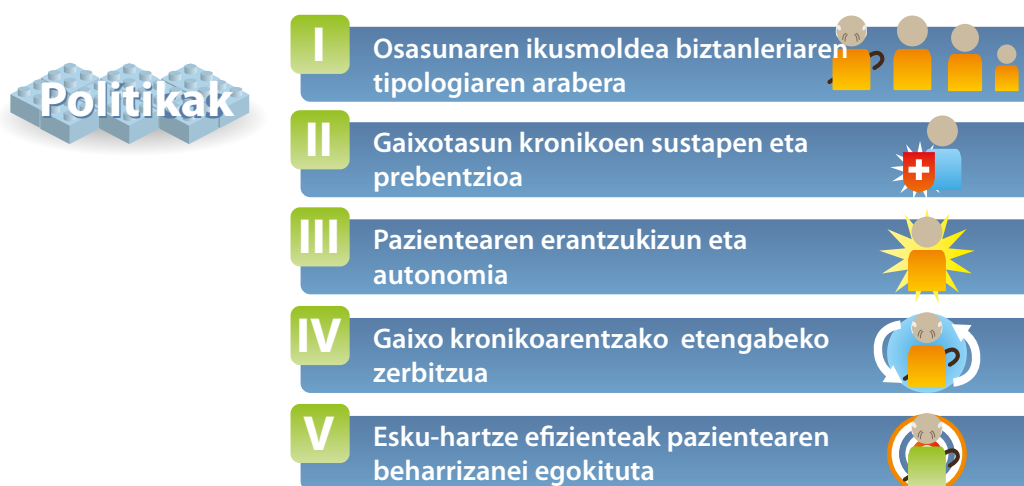 Politikak
I
Osasunaren ikusmoldea biztanleriaren
tipologiaren arabera
II
Gaixotasun kronikoen sustapen eta
prebentzioa
III
Pazientearen erantzukizun eta
autonomia
IV
Gaixo kronikoarentzako etengabeko
zerbitzua
V
Esku-hartze efizienteak pazientearen
beharrizanei egokituta